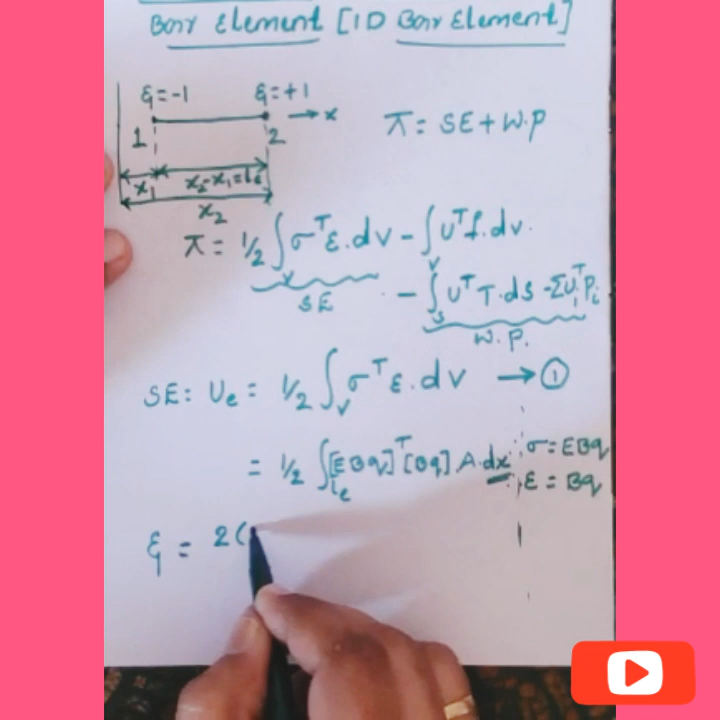 Bar Element [1D Bar Element]
ξ=-1 ξ=+1
→x
1 2
x₁ x₂-x₁=le
x₂
π = SE + W.P
π = 1/2 ∫ᵥ σᵀε.dv - ∫ᵥ Uᵀf.dv
SE
- ∫ₛ UᵀT.ds - ΣUᵢᵀPᵢ
W.P.
SE: Ue = 1/2 ∫ᵥ σᵀε.dv → ①
= 1/2 ∫le [EBq]ᵀ[Bq] A.dx
σ = EBq
ε = Bq
ξ = 2(